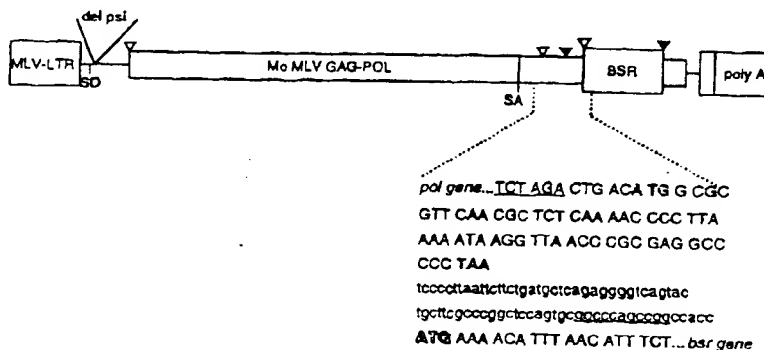 del psi
MLV-LTR
SD
Mo MLV GAG-POL
SA
BSR
poly A
pol gene...TCT AGA CTG ACA TG G CGC
GTT CAA CGC TCT CAA AAC CCC TTA
AAA ATA AGG TTA ACC CGC GAG GCC
CCC TAA
tccccttaattcttctgatgctcagaggggtcagtac
tgcttcgcccggctccagtgcggcccagccggccacc
ATG AAA ACA TTT AAC ATT TCT... bsr gene